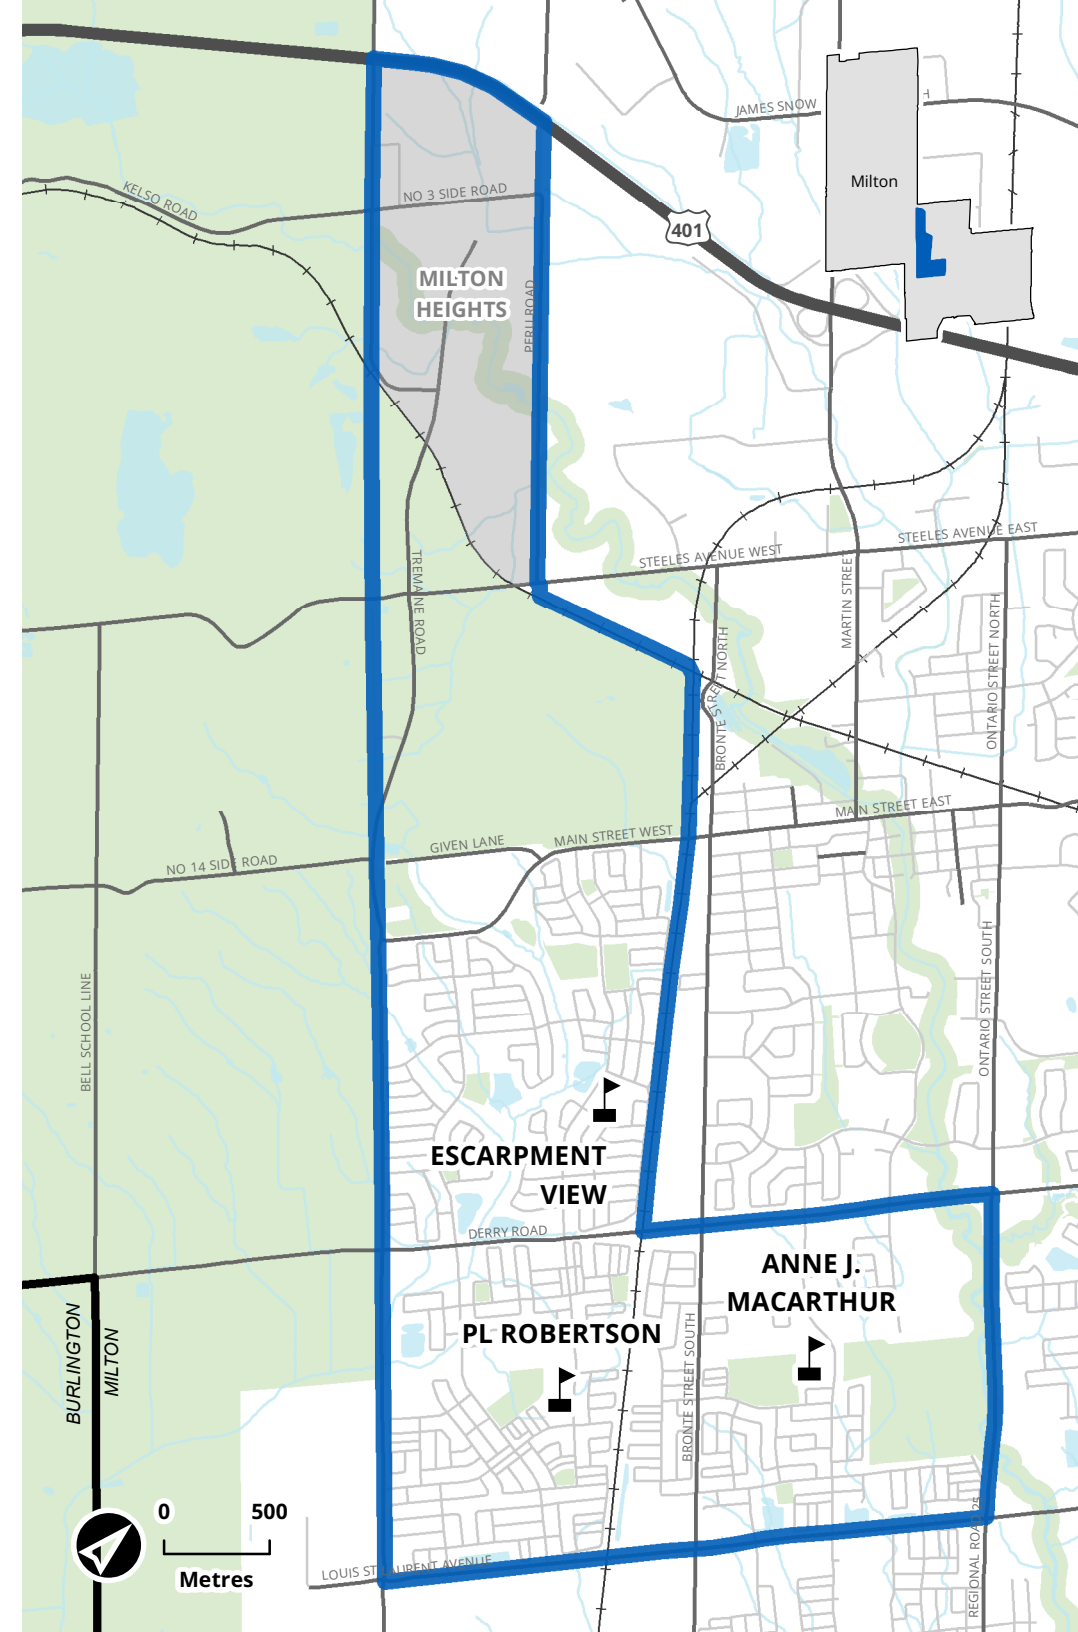 JAMES SNOW
H
Milton
KELSO ROAD
NO 3 SIDE ROAD
401
MILTON
HEIGHTS
PERU ROAD
STEELES AVENUE EAST
STEELES AVENUE WEST
TREMAINE ROAD
MARTIN STREE
ONTARIO STREET NORTH
BRONTE STREET NORTH
MAIN STREET EAST
MAIN STREET WEST
GIVEN LANE
NO 14 SIDE ROAD
BELL SCHOOL LINE
ONTARIO STREET SOUTH
ESCARPMENT
VIEW
DERRY ROAD
ANNE J.
MACARTHUR
PL ROBERTSON
BURLINGTON
MILTON
BRONTE STREET SOUTH
0 500
Metres
LOUIS ST LAURENT AVENUE
REGIONAL ROAD 25